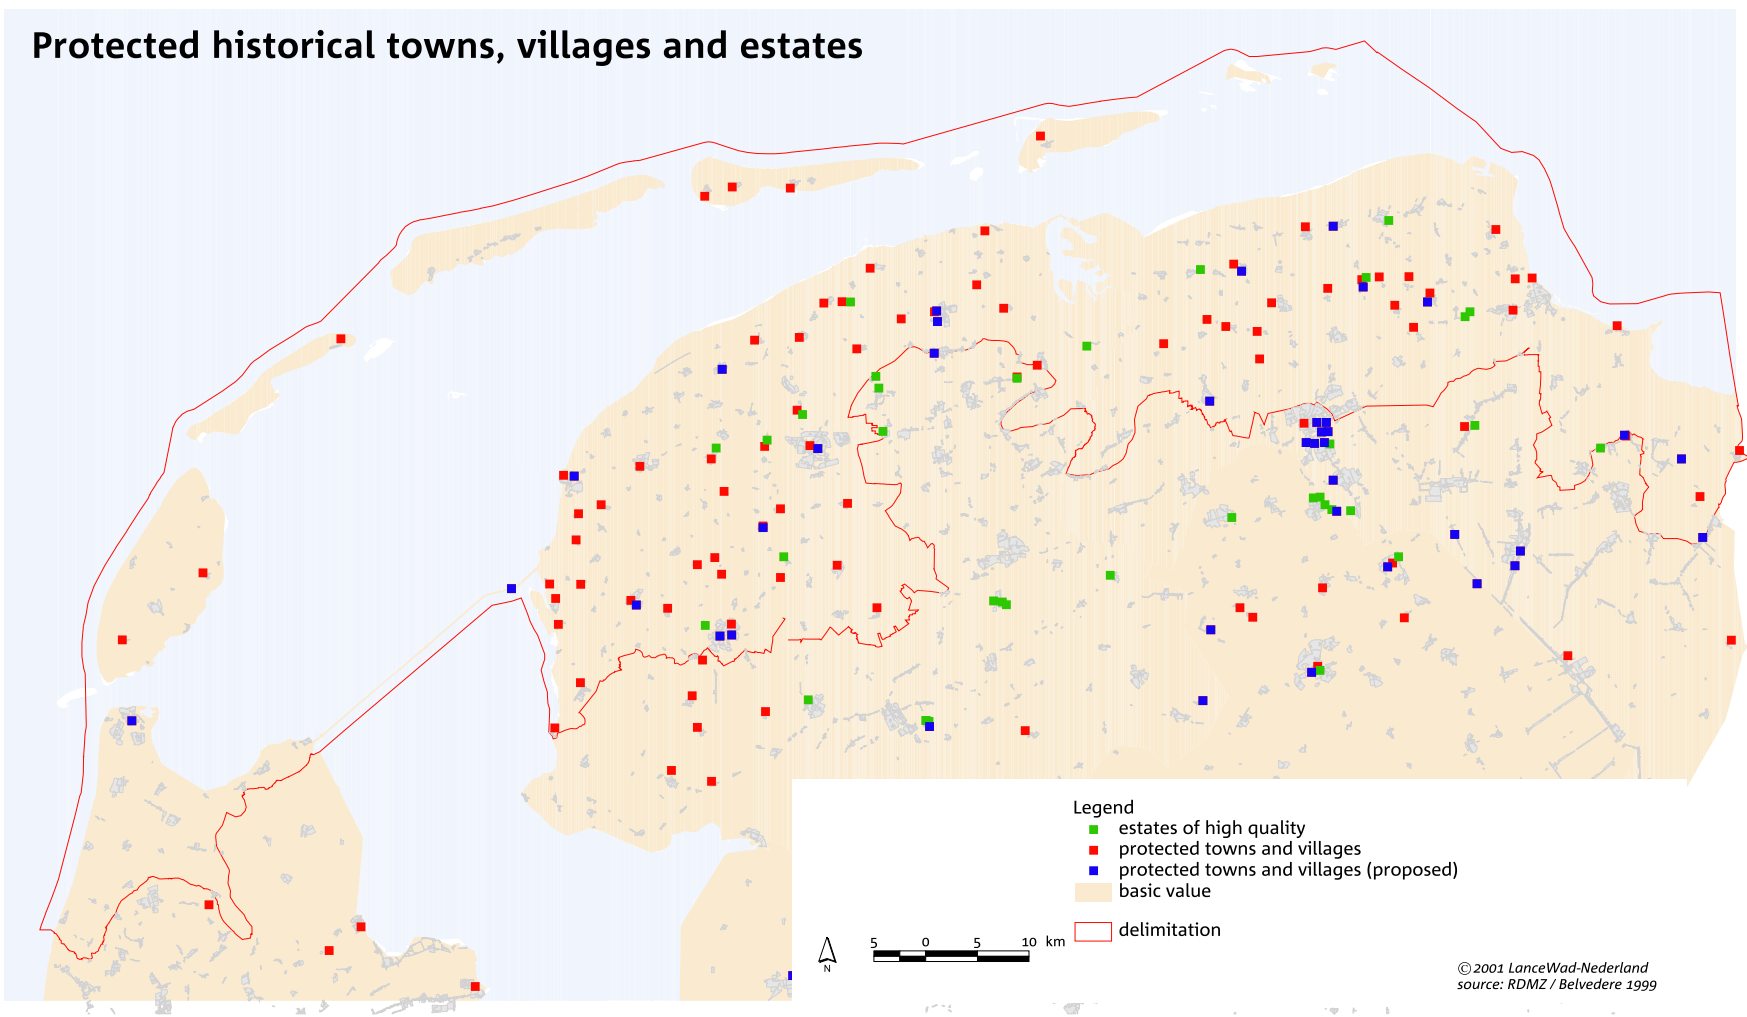 Protected historical towns, villages and estates
Legend
estates of high quality
protected towns and villages
protected towns and villages (proposed)
basic value
delimitation
5 0 5 10 km
N
©2001 LanceWad-Nederland
source: RDMZ / Belvedere 1999